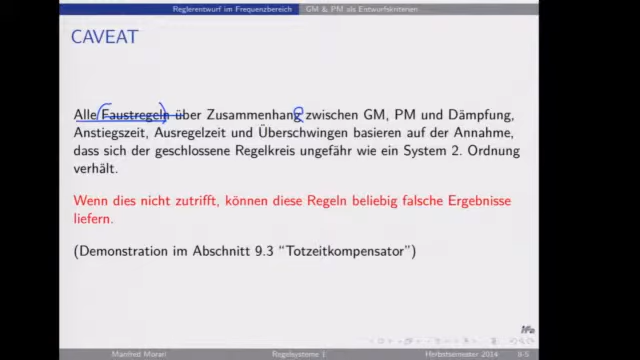 Reglerentwurf im Frequenzbereich GM & PM als Entwurfskriterien
CAVEAT
Alle Faustregeln über Zusammenhang zwischen GM, PM und Dämpfung,
Anstiegszeit, Ausregelzeit und Überschwingen basieren auf der Annahme,
dass sich der geschlossene Regelkreis ungefähr wie ein System 2. Ordnung
verhält.
Wenn dies nicht zutrifft, können diese Regeln beliebig falsche Ergebnisse
liefern.
(Demonstration im Abschnitt 9.3 “Totzeitkompensator”)
Manfred Morari Regelsysteme 1 Herbstsemester 2014 8-5